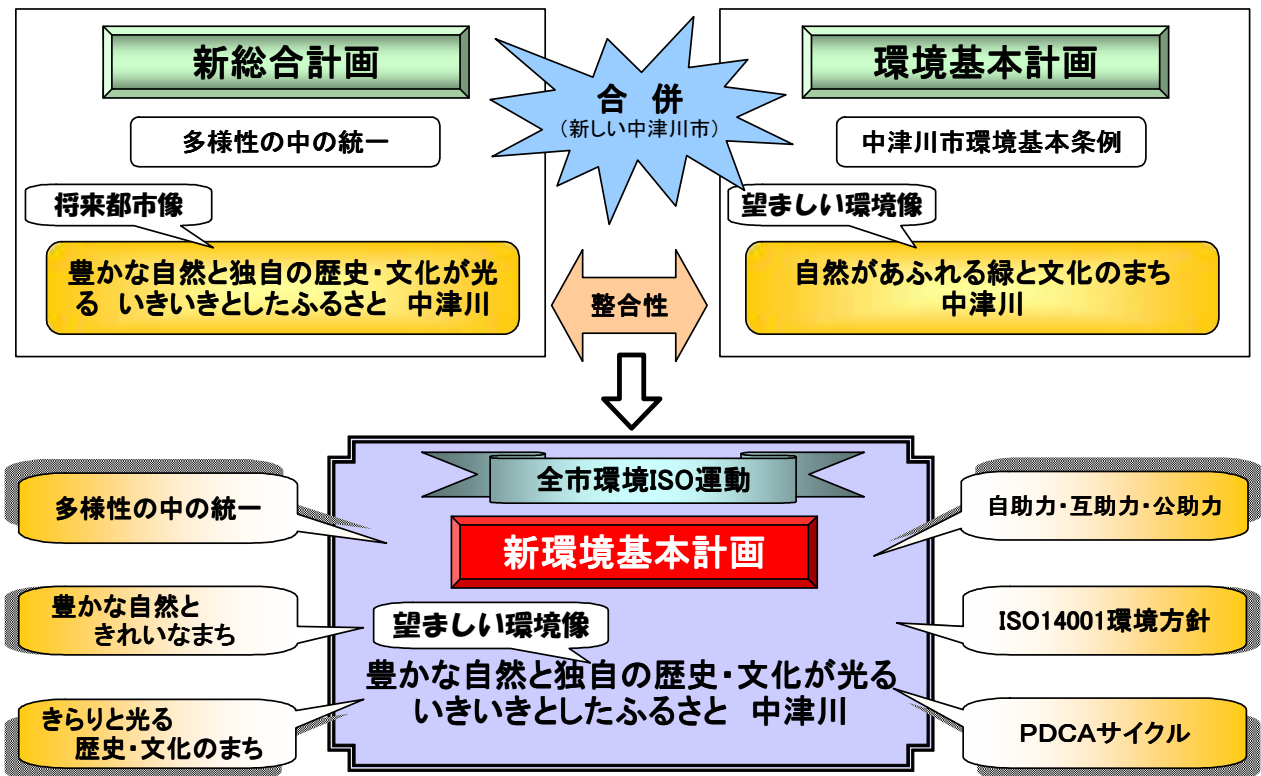 新総合計画
多様性の中の統一
将来都市像
豊かな自然と独自の歴史・文化が光
る いきいきとしたふるさと 中津川
合 併
(新しい中津川市)
整合性
環境基本計画
中津川市環境基本条例
望ましい環境像
自然があふれる緑と文化のまち
中津川
全市環境ISO運動
新環境基本計画
望ましい環境像
豊かな自然と独自の歴史・文化が光る
いきいきとしたふるさと 中津川
多様性の中の統一
豊かな自然と
きれいなまち
きらりと光る
歴史・文化のまち
自助力・互助力・公助力
ISO14001環境方針
PDCAサイクル